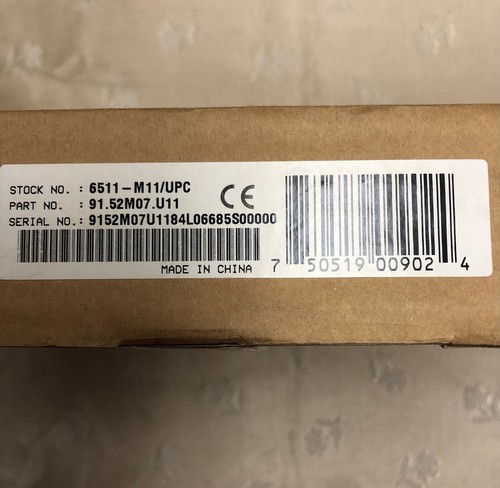 STOCK NO. : 6511-M11/UPC
PART NO. : 91.52M07.U11
SERIAL NO. : 9152M07U1184L06685S00000
CE
MADE IN CHINA
7 50519 00902 4